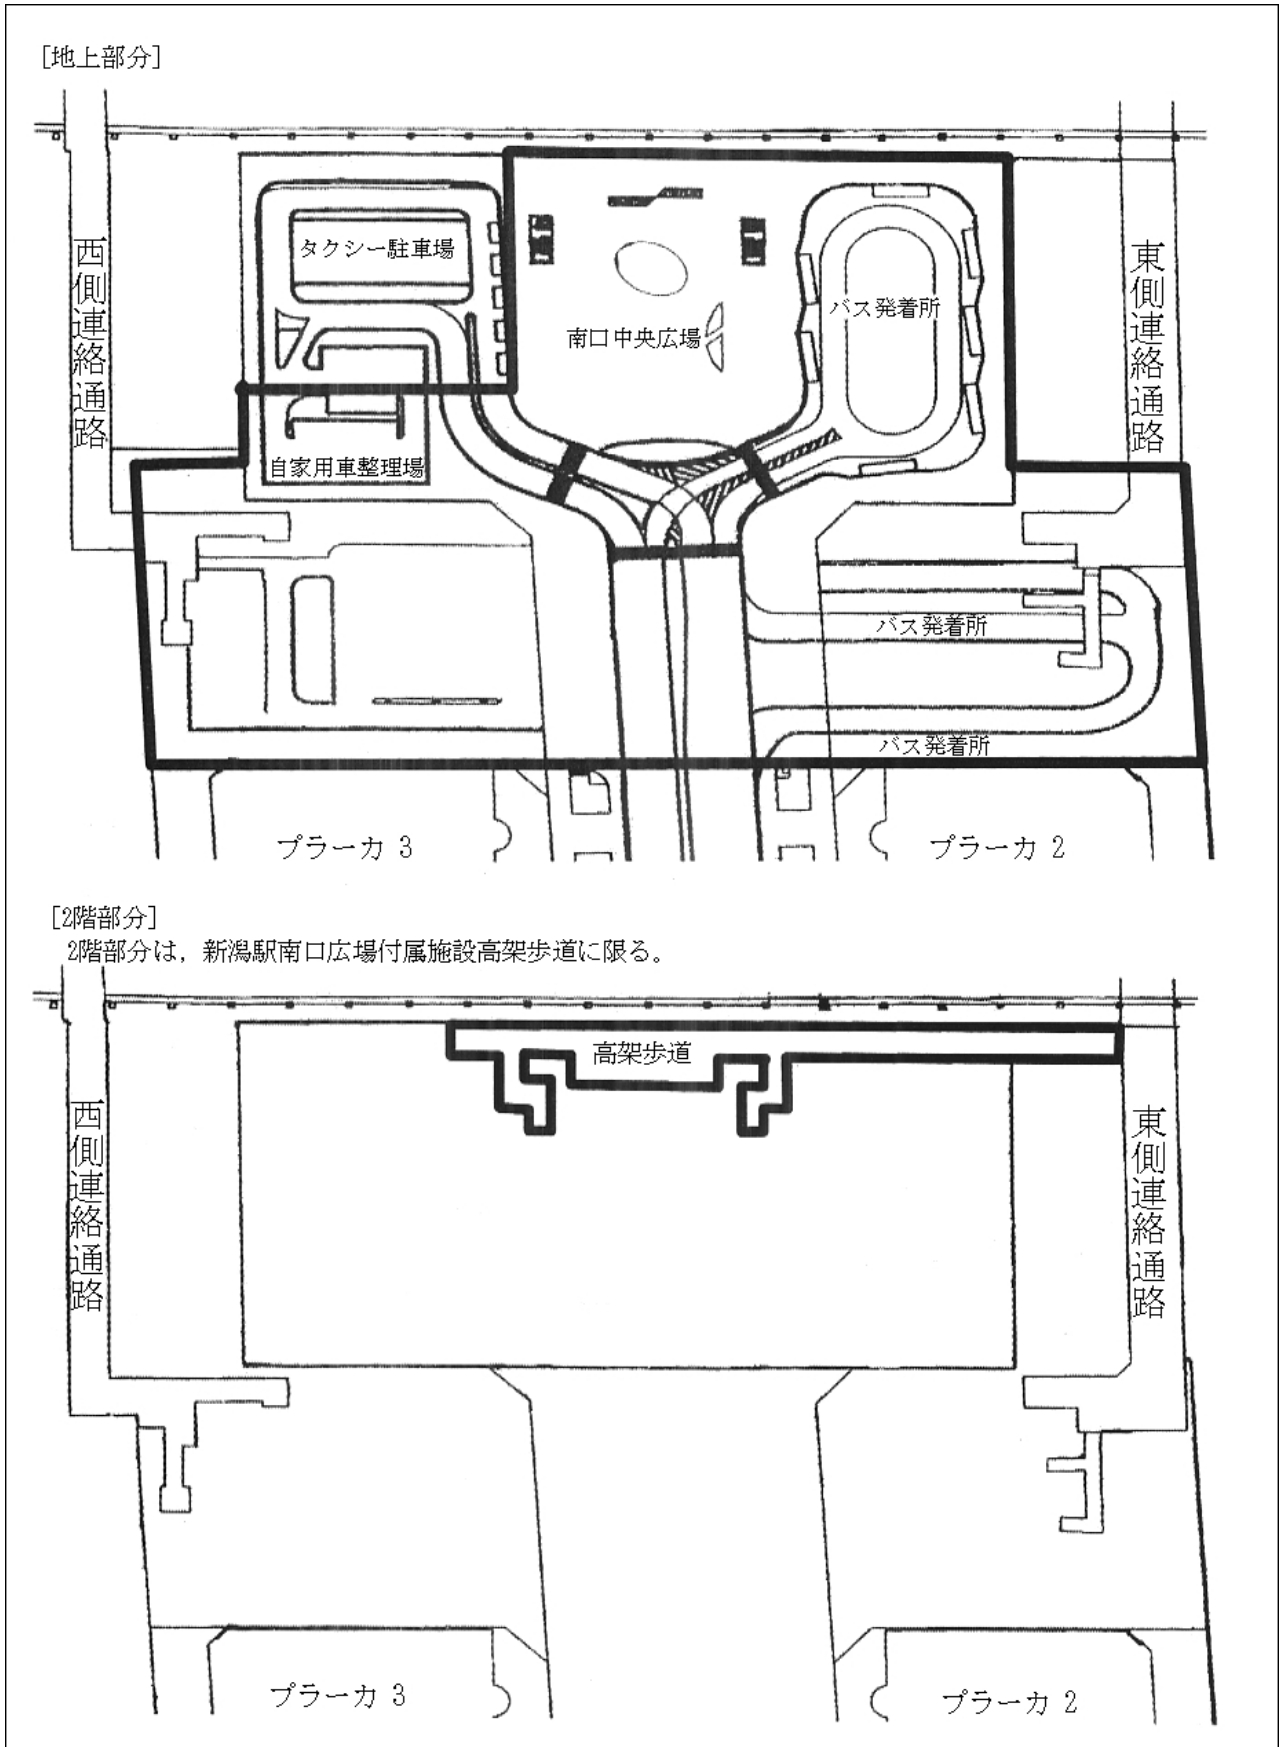 [地上部分]
タクシー駐車場
西側連絡通路
東側連絡通路
バス発着所
南口中央広場
自家用車整理場
バス発着所
バス発着所
プラーカ 3
プラーカ 2
[2階部分]
2階部分は，新潟駅南口広場付属施設高架歩道に限る。
高架歩道
西側連絡通路
東側連絡通路
プラーカ 3
プラーカ 2